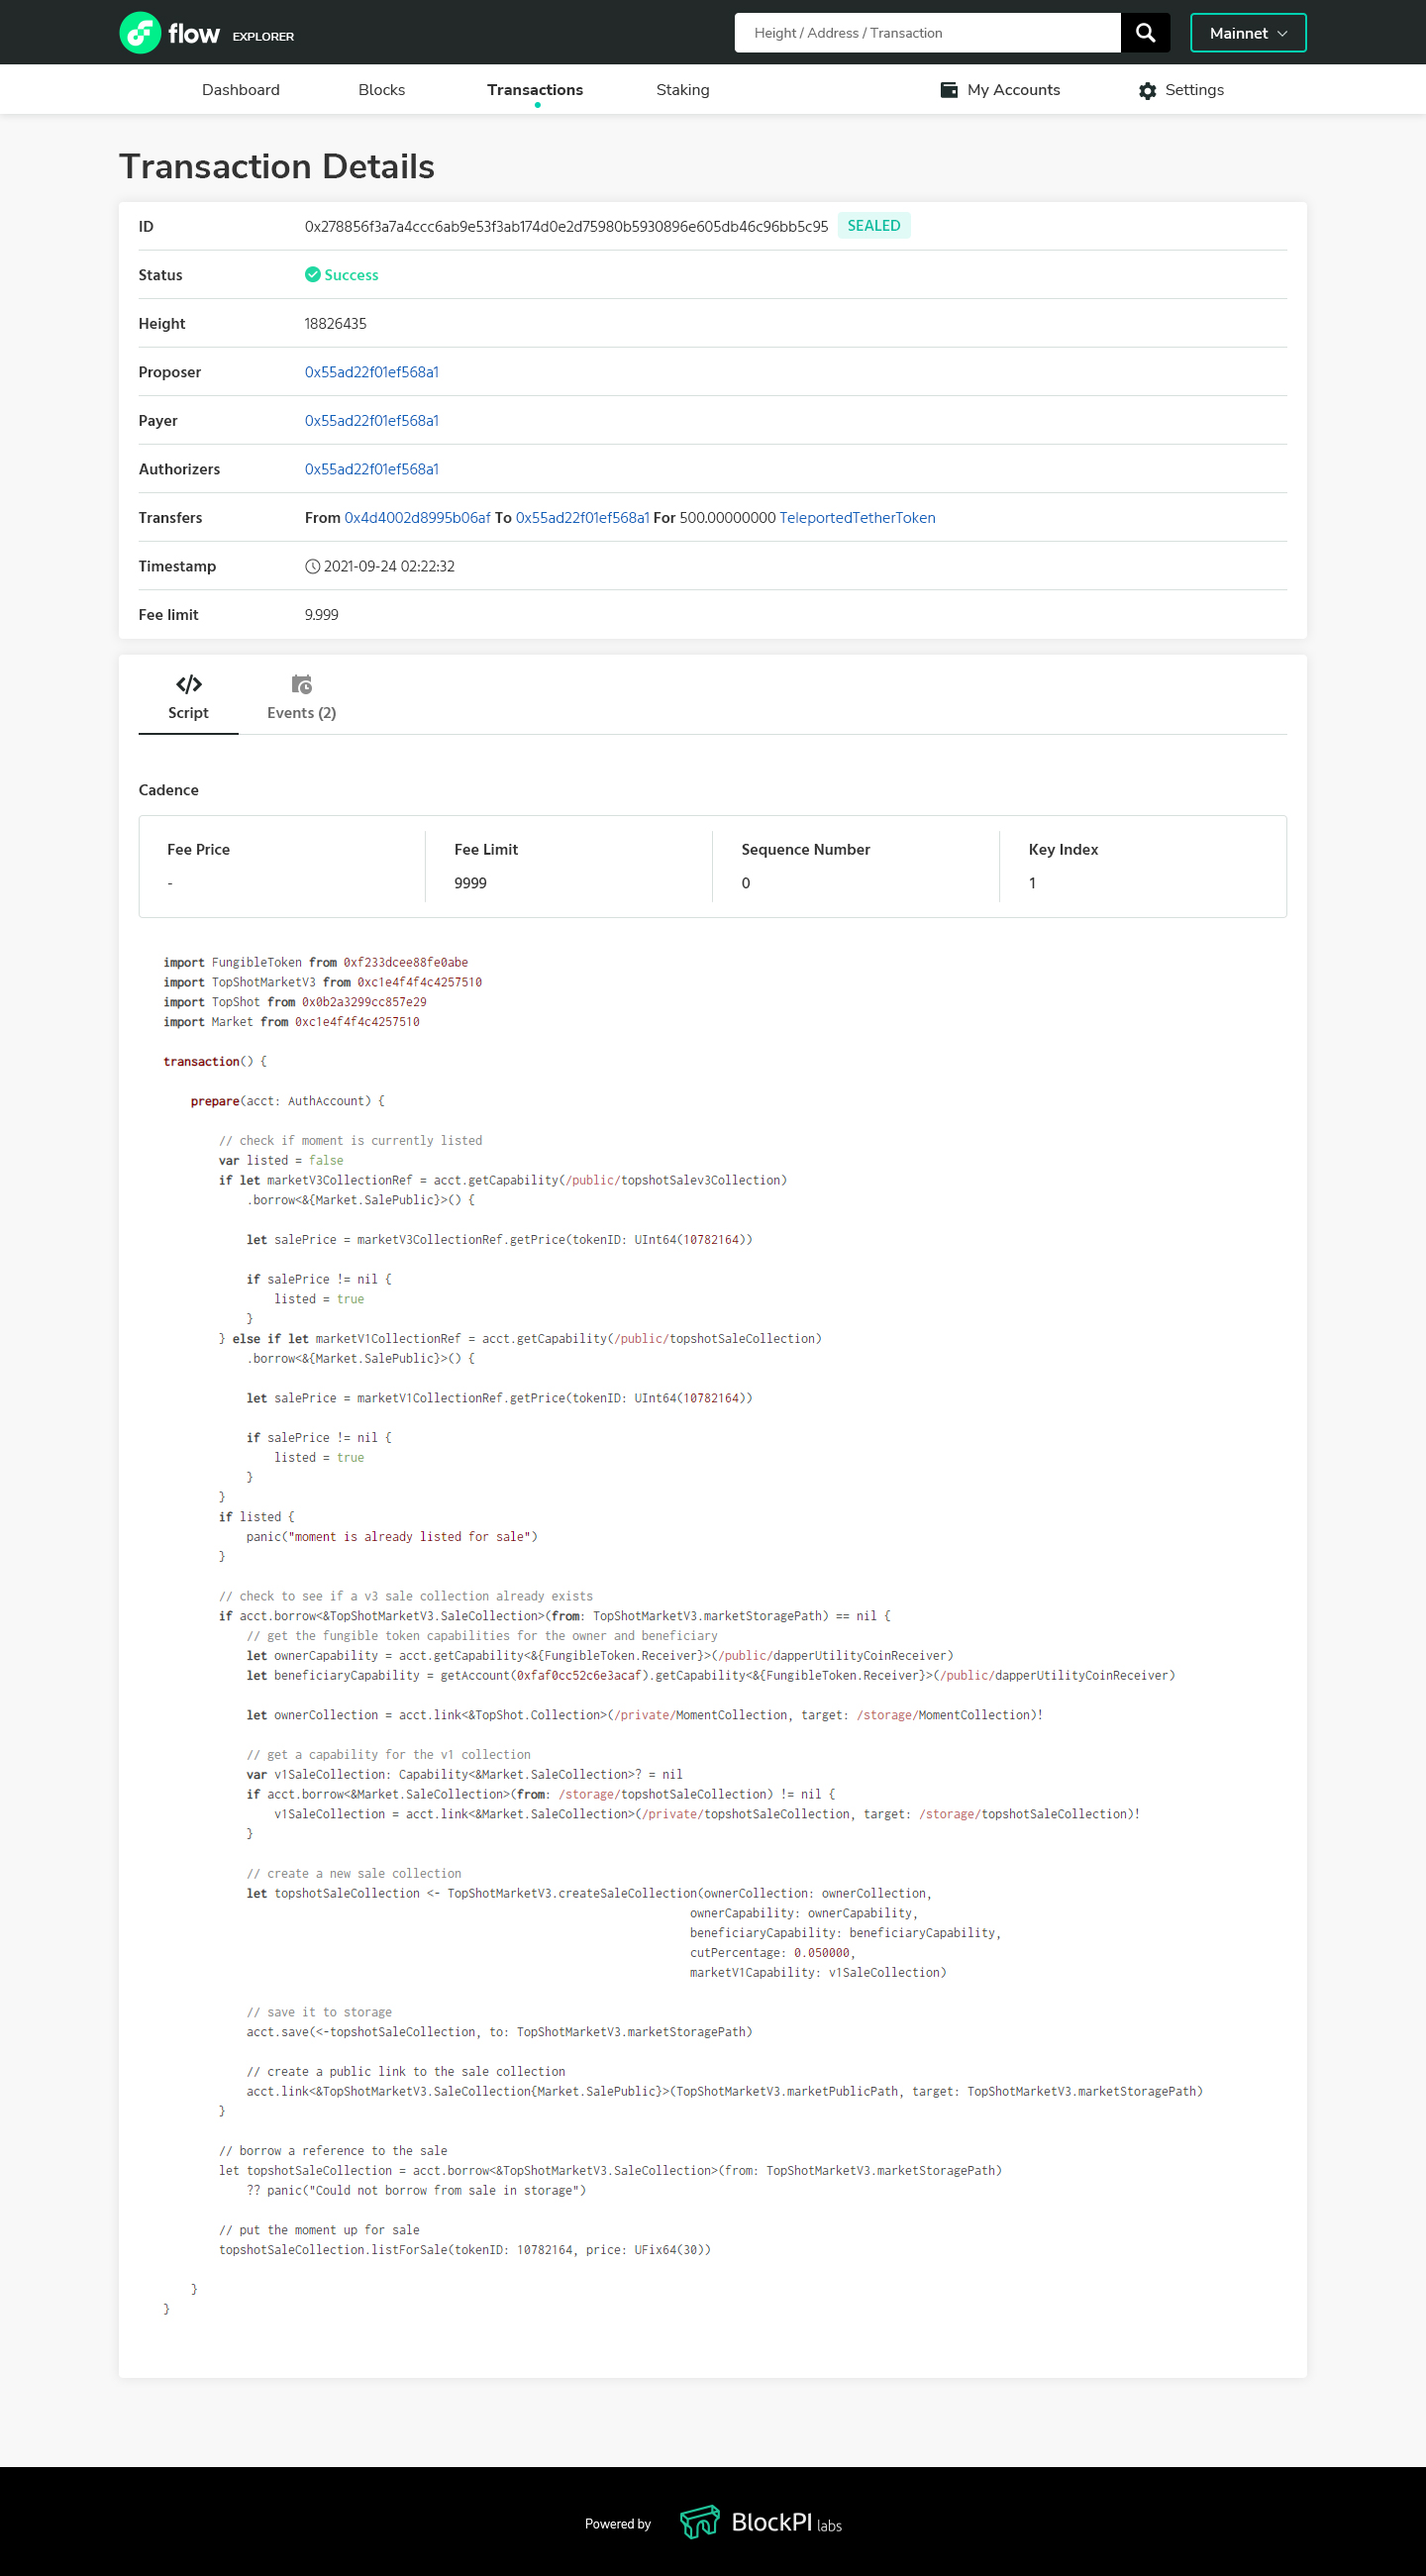 flow EXPLORER
Height / Address / Transaction
Mainnet
Dashboard Blocks Transactions Staking My Accounts Settings
Transaction Details
ID 0x278856f3a7a4ccc6ab9e53f3ab174d0e2d75980b5930896e605db46c96bb5c95 SEALED
Status Success
Height 18826435
Proposer 0x55ad22f01ef568a1
Payer 0x55ad22f01ef568a1
Authorizers 0x55ad22f01ef568a1
Transfers From 0x4d4002d8995b06af To 0x55ad22f01ef568a1 For 500.00000000 TeleportedTetherToken
Timestamp 2021-09-24 02:22:32
Fee limit 9.999
Script Events (2)
Cadence
Fee Price Fee Limit Sequence Number Key Index
- 9999 0 1
import FungibleToken from 0xf233dcee88fe0abe
import TopShotMarketV3 from 0xc1e4f4f4c4257510
import TopShot from 0x0b2a3299cc857e29
import Market from 0xc1e4f4f4c4257510
transaction() {
prepare(acct: AuthAccount) {
// check if moment is currently listed
var listed = false
if let marketV3CollectionRef = acct.getCapability(/public/topshotSalev3Collection)
.borrow<&{Market.SalePublic}>() {
let salePrice = marketV3CollectionRef.getPrice(tokenID: UInt64(10782164))
if salePrice != nil {
listed = true
}
} else if let marketV1CollectionRef = acct.getCapability(/public/topshotSaleCollection)
.borrow<&{Market.SalePublic}>() {
let salePrice = marketV1CollectionRef.getPrice(tokenID: UInt64(10782164))
if salePrice != nil {
listed = true
}
}
if listed {
panic("moment is already listed for sale")
}
// check to see if a v3 sale collection already exists
if acct.borrow<&TopShotMarketV3.SaleCollection>(from: TopShotMarketV3.marketStoragePath) == nil {
// get the fungible token capabilities for the owner and beneficiary
let ownerCapability = acct.getCapability<&{FungibleToken.Receiver}>(/public/dapperUtilityCoinReceiver)
let beneficiaryCapability = getAccount(0xfaf0cc52c6e3acaf).getCapability<&{FungibleToken.Receiver}>(/public/dapperUtilityCoinReceiver)
let ownerCollection = acct.link<&TopShot.Collection>(/private/MomentCollection, target: /storage/MomentCollection)!
// get a capability for the v1 collection
var v1SaleCollection: Capability<&Market.SaleCollection>? = nil
if acct.borrow<&Market.SaleCollection>(from: /storage/topshotSaleCollection) != nil {
v1SaleCollection = acct.link<&Market.SaleCollection>(/private/topshotSaleCollection, target: /storage/topshotSaleCollection)!
}
// create a new sale collection
let topshotSaleCollection <- TopShotMarketV3.createSaleCollection(ownerCollection: ownerCollection,
ownerCapability: ownerCapability,
beneficiaryCapability: beneficiaryCapability,
cutPercentage: 0.050000,
marketV1Capability: v1SaleCollection)
// save it to storage
acct.save(<-topshotSaleCollection, to: TopShotMarketV3.marketStoragePath)
// create a public link to the sale collection
acct.link<&TopShotMarketV3.SaleCollection{Market.SalePublic}>(TopShotMarketV3.marketPublicPath, target: TopShotMarketV3.marketStoragePath)
}
// borrow a reference to the sale
let topshotSaleCollection = acct.borrow<&TopShotMarketV3.SaleCollection>(from: TopShotMarketV3.marketStoragePath)
?? panic("Could not borrow from sale in storage")
// put the moment up for sale
topshotSaleCollection.listForSale(tokenID: 10782164, price: UFix64(30))
}
}
Powered by BlockPI labs